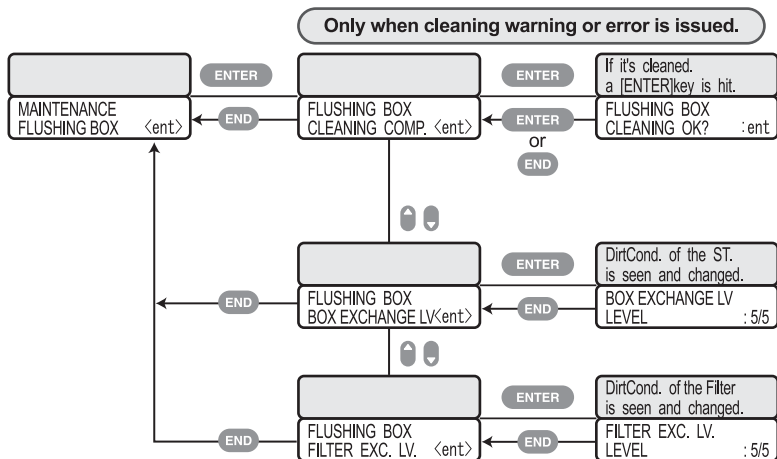 Only when cleaning warning or error is issued.
ENTER
ENTER
If it's cleaned.
a [ENTER]key is hit.
MAINTENANCE
FLUSHING BOX <ent>
END
FLUSHING BOX
CLEANING COMP. <ent>
ENTER
or
END
FLUSHING BOX
CLEANING OK? :ent
ENTER
DirtCond. of the ST.
is seen and changed.
END
FLUSHING BOX
BOX EXCHANGE LV<ent>
END
BOX EXCHANGE LV
LEVEL : 5/5
ENTER
DirtCond. of the Filter
is seen and changed.
END
FLUSHING BOX
FILTER EXC. LV. <ent>
END
FILTER EXC. LV.
LEVEL : 5/5